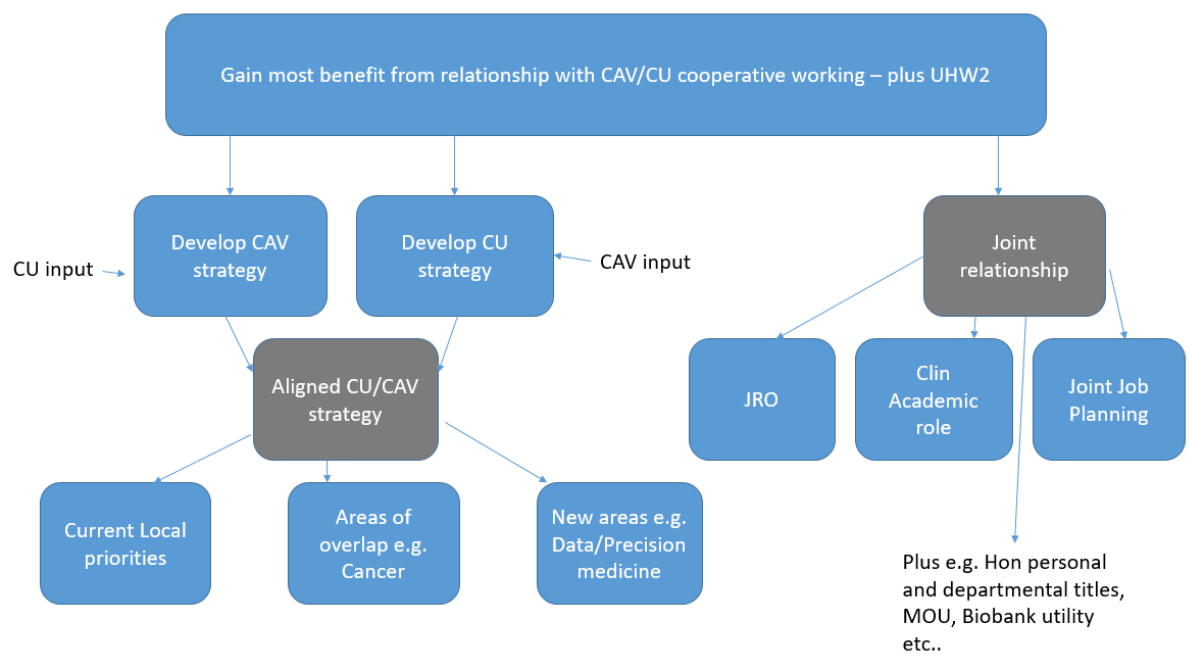 Gain most benefit from relationship with CAV/CU cooperative working – plus UHW2
Develop CAV
strategy
Develop CU
strategy
Joint
relationship
CU input
CAV input
Aligned CU/CAV
strategy
JRO
Clin
Academic
role
Joint Job
Planning
Current Local
priorities
Areas of
overlap e.g.
Cancer
New areas e.g.
Data/Precision
medicine
Plus e.g. Hon personal
and departmental titles,
MOU, Biobank utility
etc..